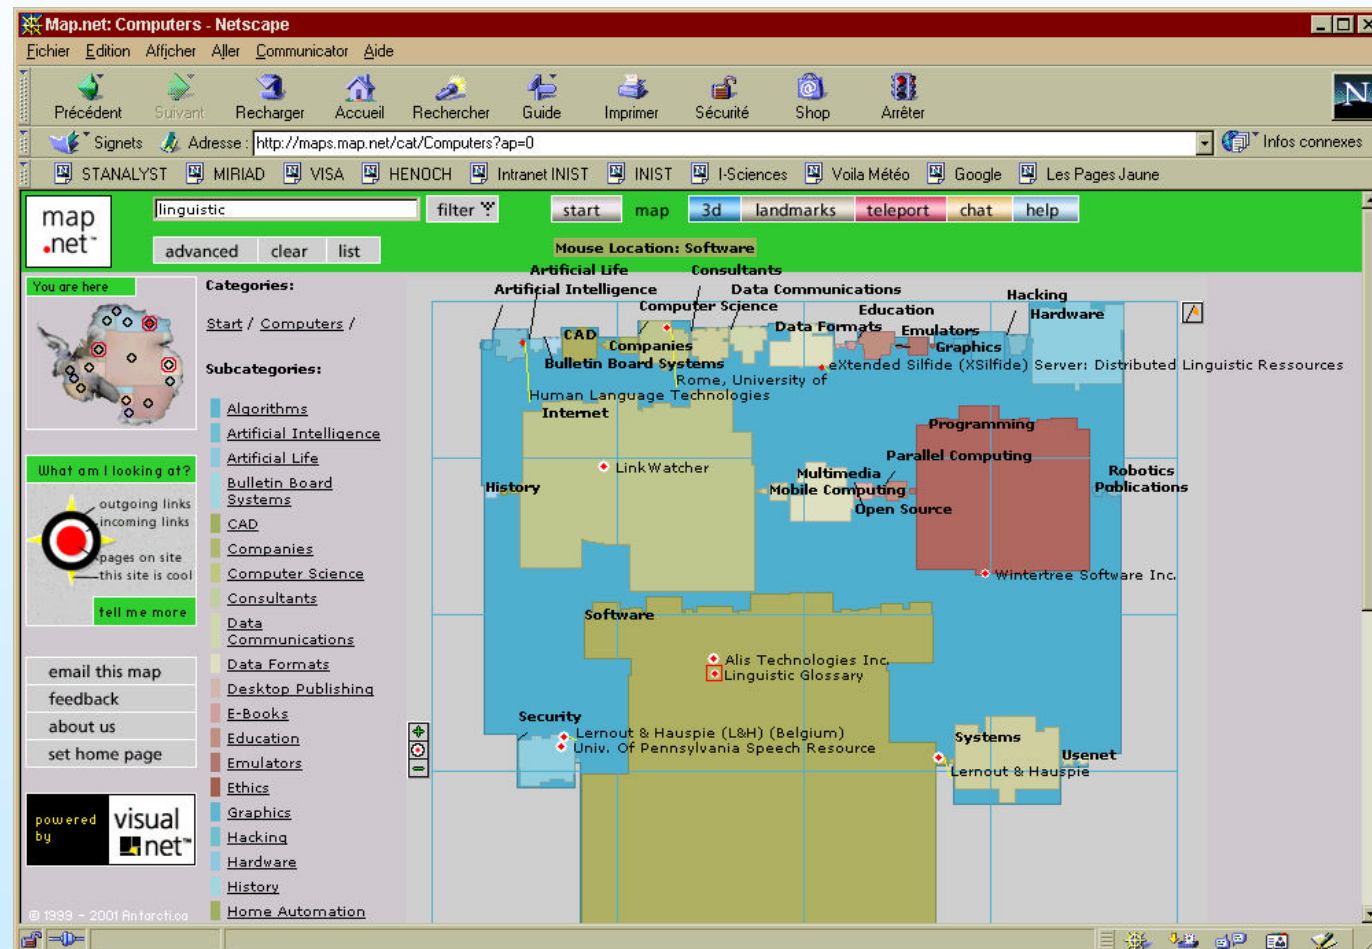 Map.net: Computers - Netscape
Fichier Edition Afficher Aller Communicator Aide
Précédent Suivant Recharger Accueil Rechercher Guide Imprimer Sécurité Shop Arrêter
N
Signets Adresse : http://maps.map.net/cat/Computers?ap=0 Infos connexes
STANALYST MIRIAD VISA HENOCH Intranet INIST INIST I-Sciences Voila Météo Google Les Pages Jaune
map
.net™
linguistic filter start map 3d landmarks teleport chat help
advanced clear list
Mouse Location: Software
You are here
What am I looking at?
outgoing links
incoming links
pages on site
this site is cool
tell me more
email this map
feedback
about us
set home page
powered
by
visual
net™
© 1999 - 2001 Antarcti.ca
Categories:
Start / Computers /
Subcategories:
Algorithms
Artificial Intelligence
Artificial Life
Bulletin Board
Systems
CAD
Companies
Computer Science
Consultants
Data
Communications
Data Formats
Desktop Publishing
E-Books
Education
Emulators
Ethics
Graphics
Hacking
Hardware
History
Home Automation
Artificial Life Consultants
Artificial Intelligence Data Communications Hacking
Computer Science Education Hardware
CAD Data Formats Emulators
Companies Graphics
Bulletin Board Systems eXtended Silfide (XSilfide) Server: Distributed Linguistic Ressources
Rome, University of
Human Language Technologies
Internet
Programming
Parallel Computing
LinkWatcher Multimedia Robotics
History Mobile Computing Publications
Open Source
Wintertree Software Inc.
Software
Alis Technologies Inc.
Linguistic Glossary
Security
Lernout & Hauspie (L&H) (Belgium)
Systems
Univ. Of Pennsylvania Speech Resource
Usenet
Lernout & Hauspie